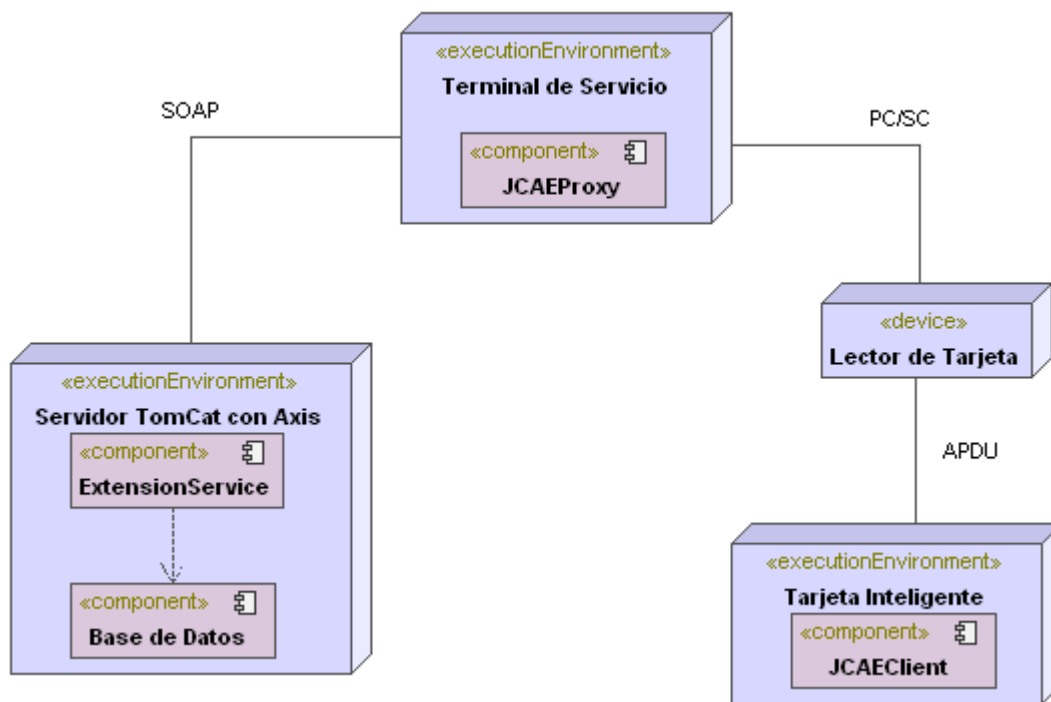 «executionEnvironment»
Terminal de Servicio
«component»
JCAEProxy
SOAP
PC/SC
«device»
Lector de Tarjeta
«executionEnvironment»
Servidor TomCat con Axis
«component»
ExtensionService
«component»
Base de Datos
APDU
«executionEnvironment»
Tarjeta Inteligente
«component»
JCAEClient